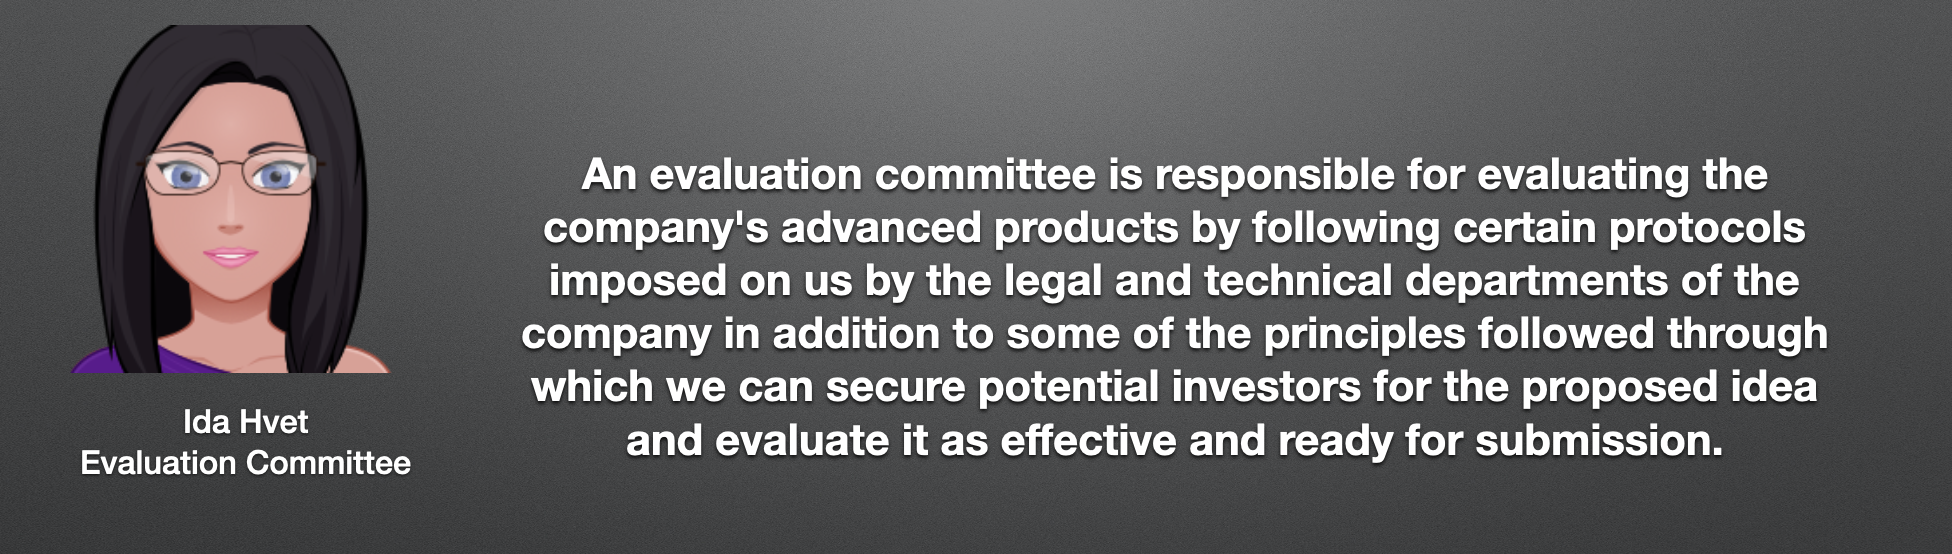 An evaluation committee is responsible for evaluating the
company's advanced products by following certain protocols
imposed on us by the legal and technical departments of the
company in addition to some of the principles followed through
which we can secure potential investors for the proposed idea
and evaluate it as effective and ready for submission.
Ida Hvet
Evaluation Committee